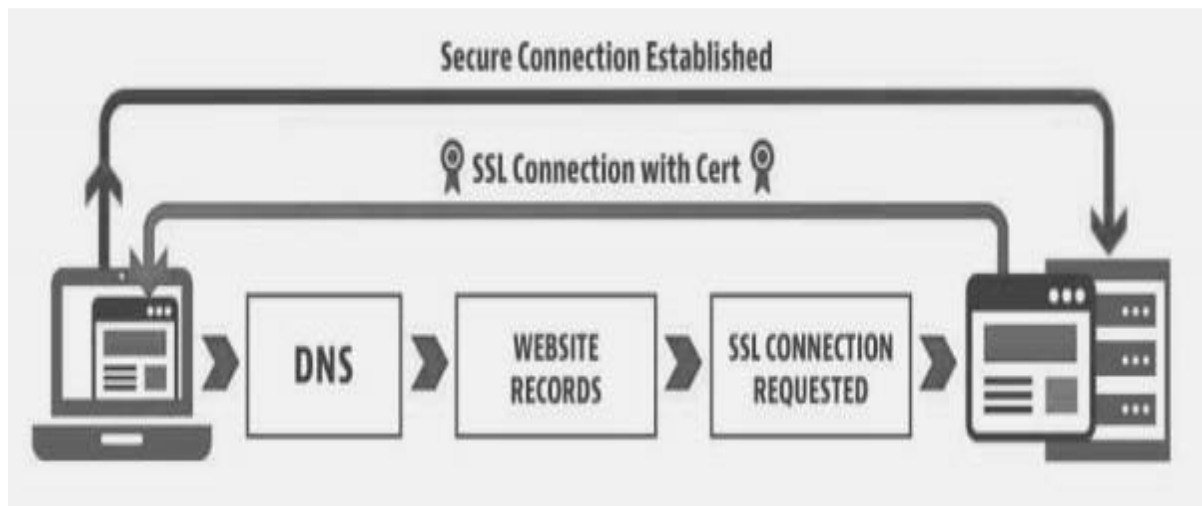 Secure Connection Established
SSL Connection with Cert
DNS
WEBSITE
RECORDS
SSL CONNECTION
REQUESTED